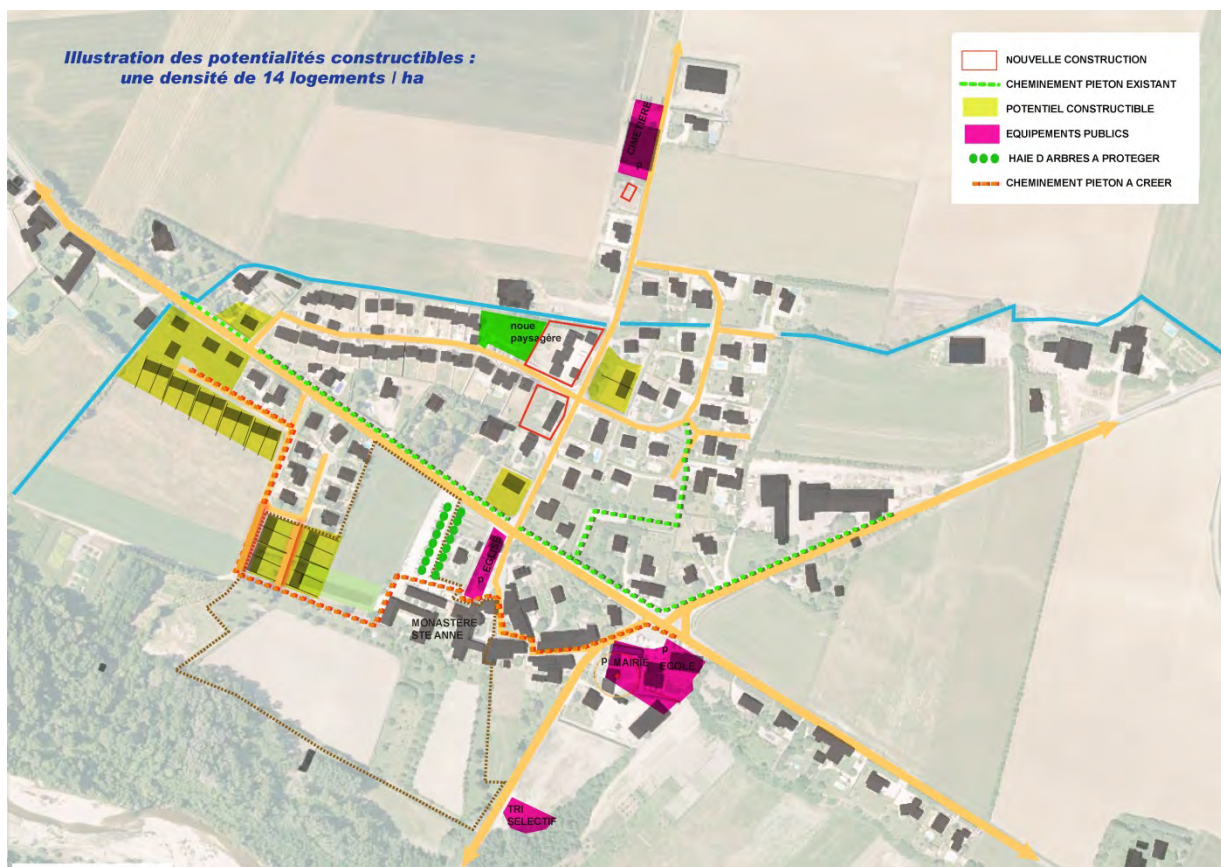 Illustration des potentialités constructibles :
une densité de 14 logements / ha
NOUVELLE CONSTRUCTION
CHEMINEMENT PIETON EXISTANT
POTENTIEL CONSTRUCTIBLE
EQUIPEMENTS PUBLICS
HAIE D ARBRES A PROTEGER
CHEMINEMENT PIETON A CREER
CIMETIERE
P
noue
paysagère
EGLISE
P
MONASTERE
STE ANNE
P
P MAIRIE
ECOLE
TRI
SELECTIF